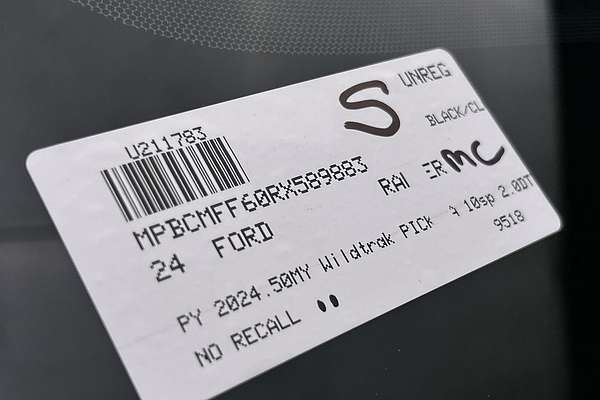 U211783
S UNREG
BLACK/CL
MPBCMFF60RX589883
24 FORD RA ER MC
PY 2024.50MY Wildtrak PICK A 10sp 2.0DT
NO RECALL 9518